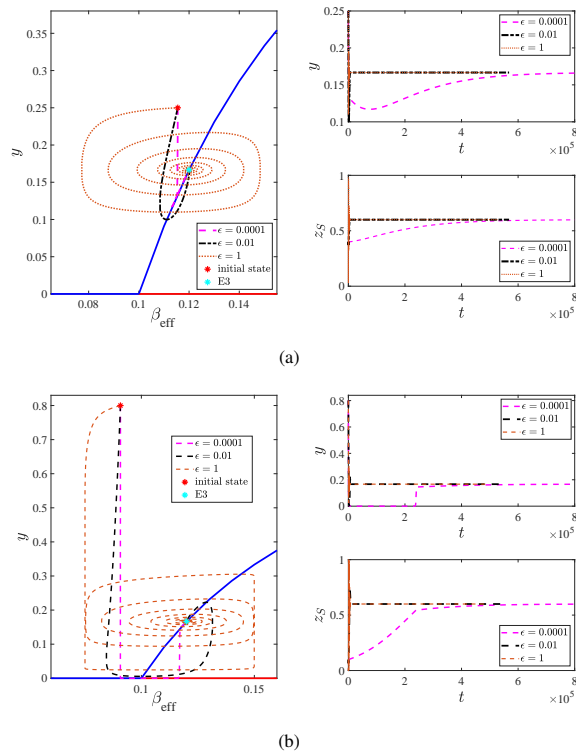 0.35
0.3
0.25
0.2
0.15
0.1
0.05
0
y
0.08 0.1 0.12 0.14
β_eff
ϵ = 0.0001
ϵ = 0.01
ϵ = 1
initial state
E3
0.25
0.2
0.15
0.1
y
0 2 4 6 8
t
×10^5
ϵ = 0.0001
ϵ = 0.01
ϵ = 1
1
0.5
0
z_S
0 2 4 6 8
t
×10^5
ϵ = 0.0001
ϵ = 0.01
ϵ = 1
(a)
0.8
0.7
0.6
0.5
0.4
0.3
0.2
0.1
0
y
0.1 0.15
β_eff
ϵ = 0.0001
ϵ = 0.01
ϵ = 1
initial state
E3
0.8
0.6
0.4
0.2
0
y
0 2 4 6 8
t
×10^5
ϵ = 0.0001
ϵ = 0.01
ϵ = 1
1
0.5
0
z_S
0 2 4 6 8
t
×10^5
ϵ = 0.0001
ϵ = 0.01
ϵ = 1
(b)